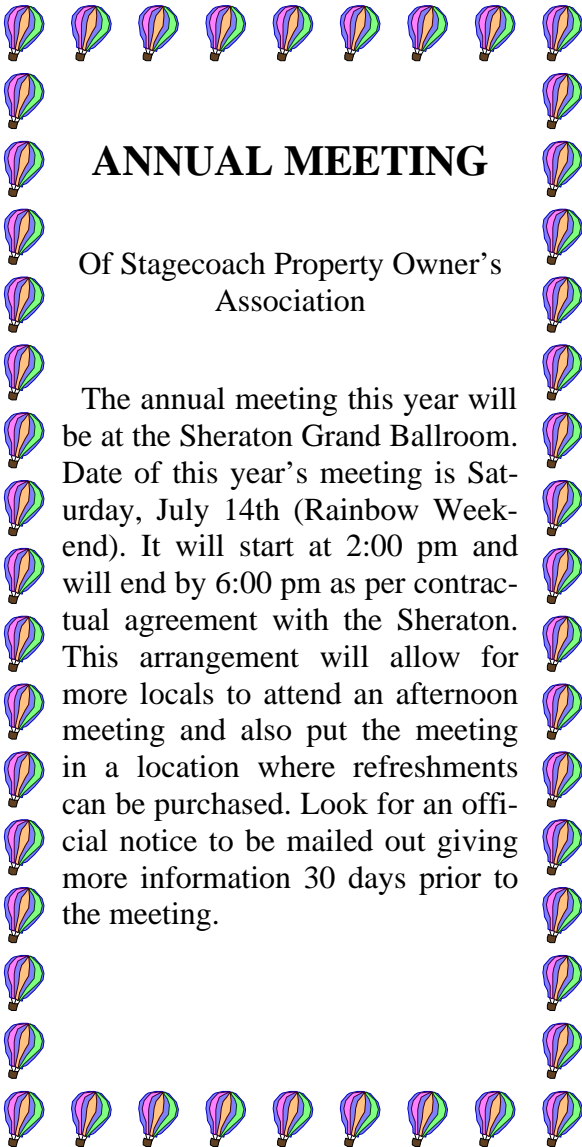 ANNUAL MEETING
Of Stagecoach Property Owner’s
Association
The annual meeting this year will
be at the Sheraton Grand Ballroom.
Date of this year’s meeting is Sat-
urday, July 14th (Rainbow Week-
end). It will start at 2:00 pm and
will end by 6:00 pm as per contrac-
tual agreement with the Sheraton.
This arrangement will allow for
more locals to attend an afternoon
meeting and also put the meeting
in a location where refreshments
can be purchased. Look for an offi-
cial notice to be mailed out giving
more information 30 days prior to
the meeting.